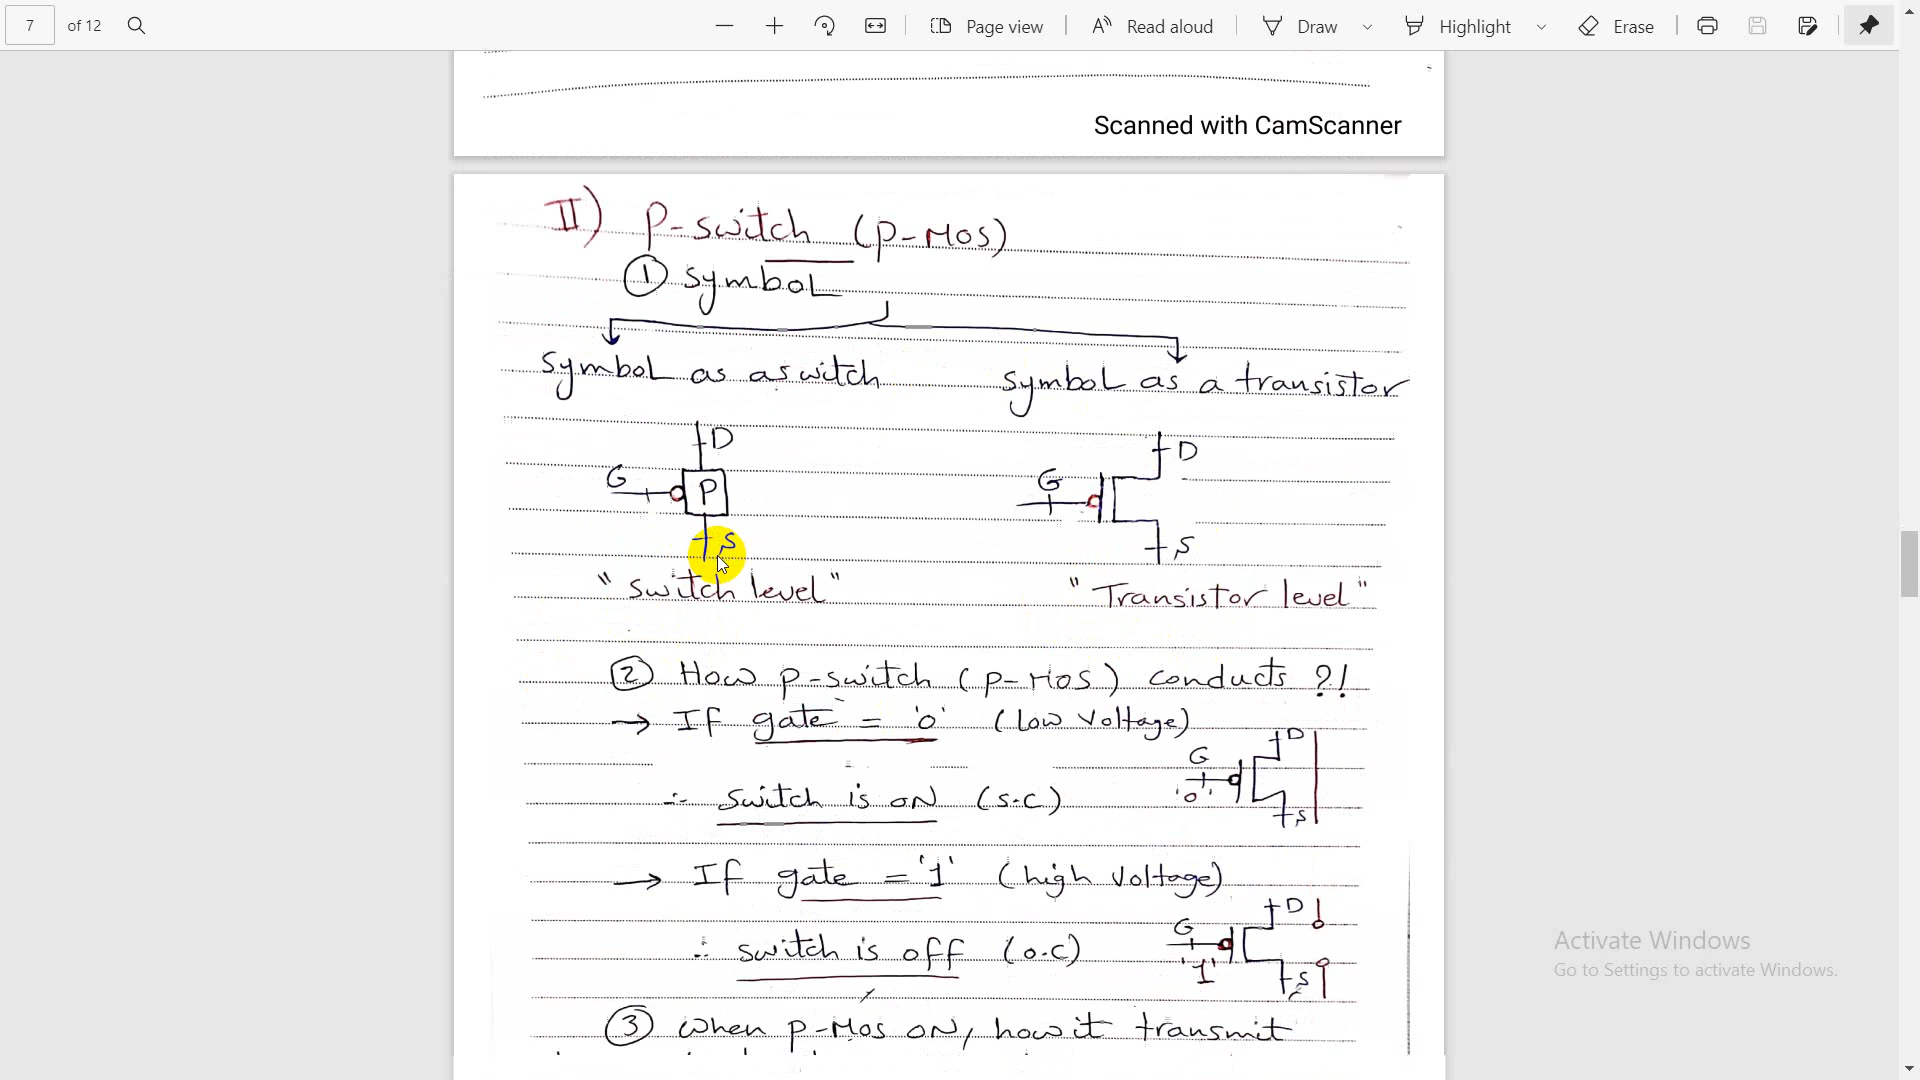 7 of 12
Page view
Read aloud
Draw
Highlight
Erase
Scanned with CamScanner
II) P-switch (P-MOS)
① symboL
symboL as a switch
symboL as a transistor
D
G
P
S
D
G
S
"switch level"
"Transistor level"
② How p-switch (p-MOS) conducts ?!
→ If gate = '0' (low voltage)
D
G
'0'
S
∴ switch is ON (s.c)
→ If gate = '1' (high voltage)
D
G
'1'
S
∴ switch is off (o.c)
③ when p-MOS ON, how it transmit
Activate Windows
Go to Settings to activate Windows.